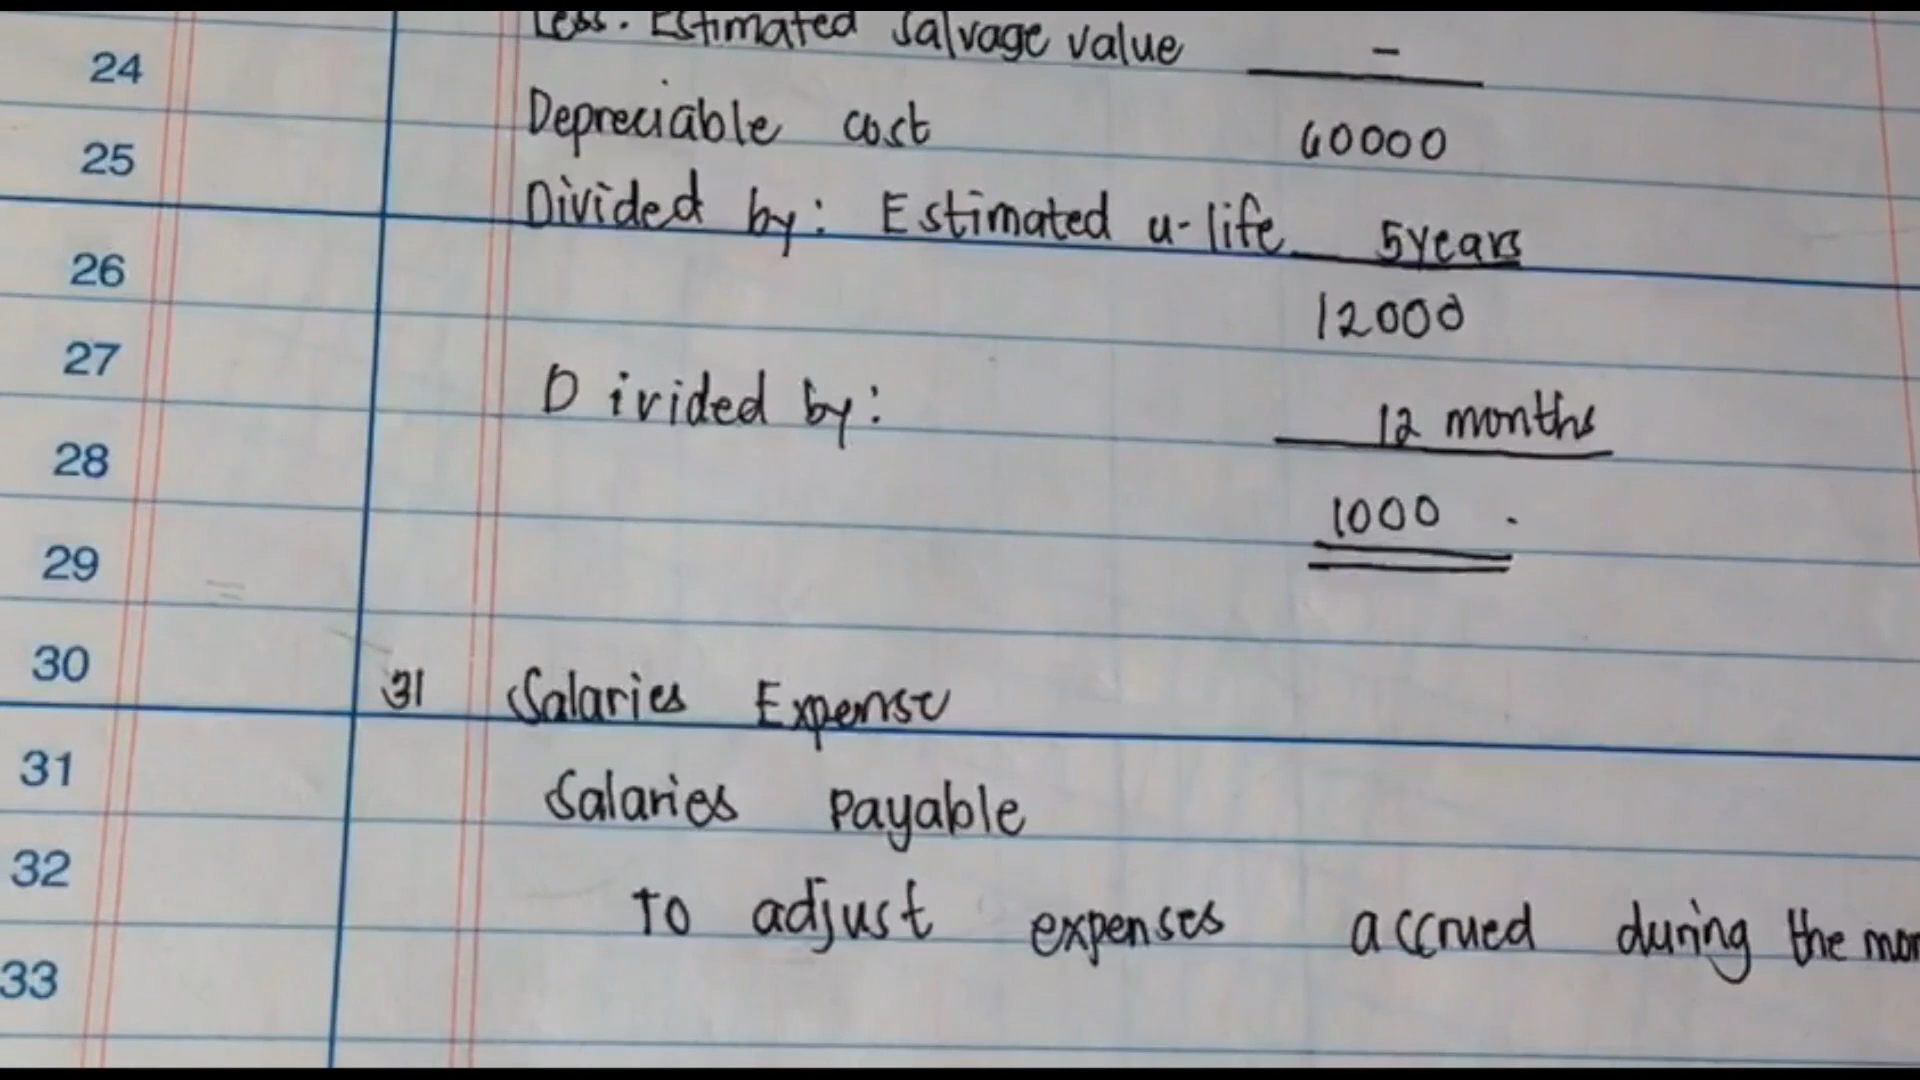 Less. Estimated Salvage value -
24
Depreciable cost 60000
25
Divided by: Estimated u-life 5years
26
12000
27
Divided by: 12 months
28
1000 .
29
30
31 Salaries Expense
31
Salaries payable
32
To adjust expenses accrued during the mon
33